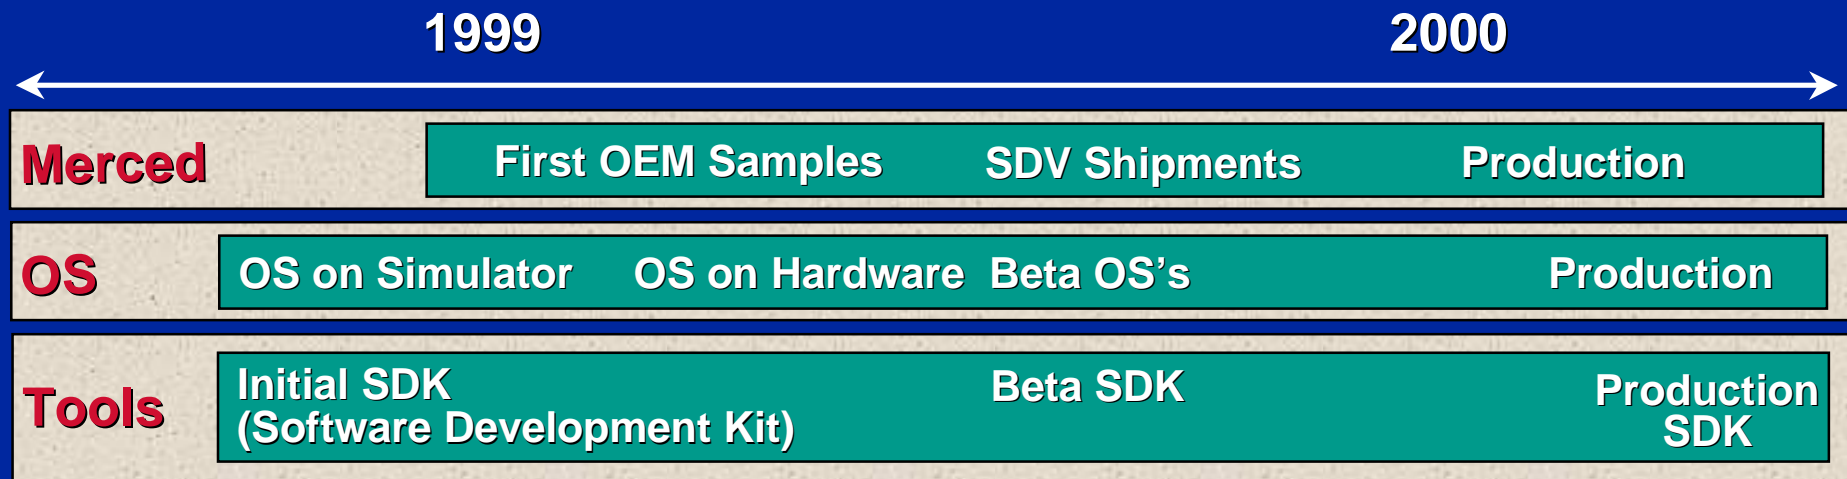 1999 2000
Merced First OEM Samples SDV Shipments Production
OS OS on Simulator OS on Hardware Beta OS’s Production
Tools
Initial SDK
(Software Development Kit)
Beta SDK
Production
SDK